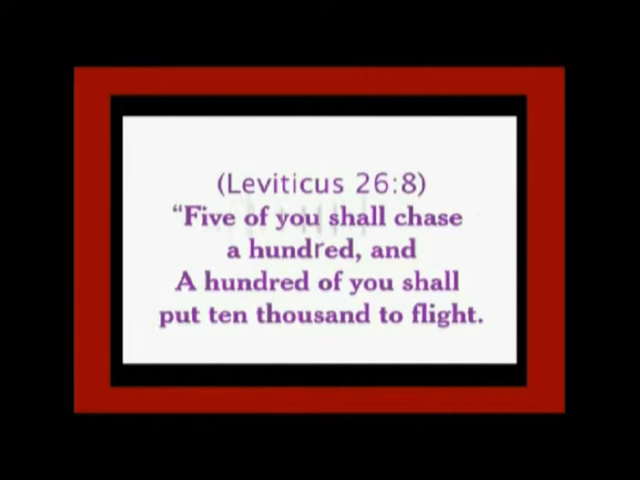 (Leviticus 26:8)
“Five of you shall chase
a hundred, and
A hundred of you shall
put ten thousand to flight.